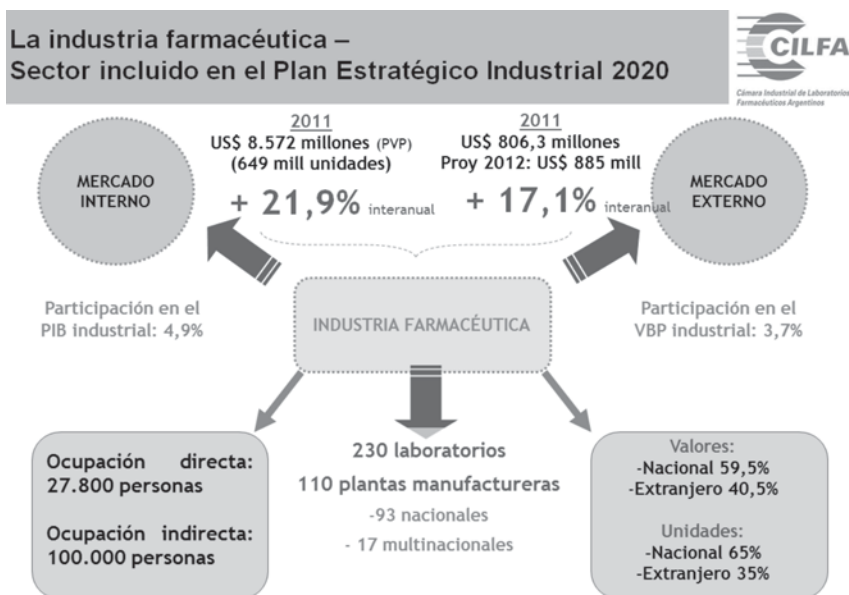 La industria farmacéutica –
Sector incluido en el Plan Estratégico Industrial 2020
CILFA
Cámara Industrial de Laboratorios
Farmacéuticos Argentinos
MERCADO
INTERNO
2011
US$ 8.572 millones (PVP)
(649 mill unidades)
+ 21,9% interanual
2011
US$ 806,3 millones
Proy 2012: US$ 885 mill
+ 17,1% interanual
MERCADO
EXTERNO
Participación en el
PIB industrial: 4,9%
INDUSTRIA FARMACÉUTICA
Participación en el
VBP industrial: 3,7%
Ocupación directa:
27.800 personas
Ocupación indirecta:
100.000 personas
230 laboratorios
110 plantas manufactureras
-93 nacionales
- 17 multinacionales
Valores:
-Nacional 59,5%
-Extranjero 40,5%
Unidades:
-Nacional 65%
-Extranjero 35%